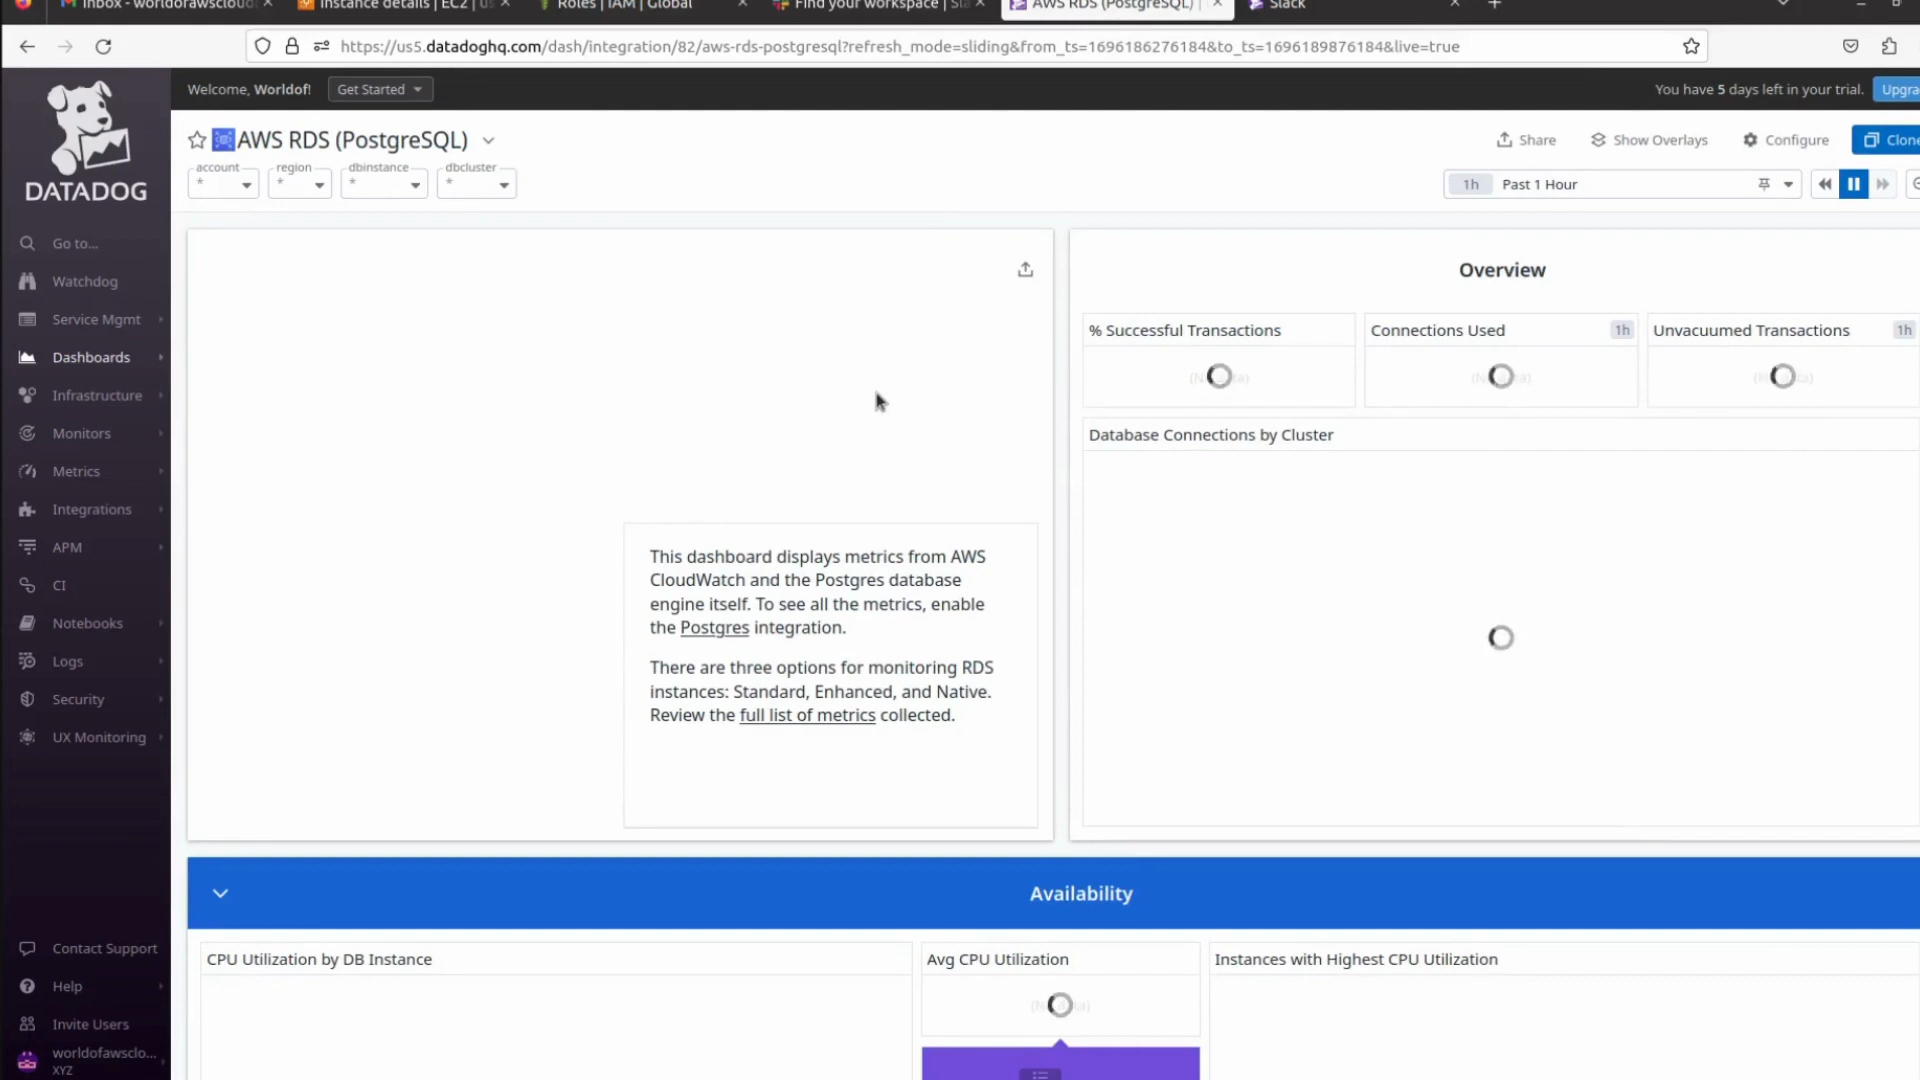 Inbox - worldofawscloud
Instance details | EC2 | us
Roles | IAM | Global
Find your workspace | Sla
AWS RDS (PostgreSQL) |
Slack
https://us5.datadoghq.com/dash/integration/82/aws-rds-postgresql?refresh_mode=sliding&from_ts=1696186276184&to_ts=1696189876184&live=true
DATADOG
Welcome, Worldof!
Get Started
You have 5 days left in your trial.
Upgra
AWS RDS (PostgreSQL)
Share
Show Overlays
Configure
Clone
account
*
region
*
dbinstance
*
dbcluster
*
1h
Past 1 Hour
Go to...
Watchdog
Service Mgmt
Dashboards
Infrastructure
Monitors
Metrics
Integrations
APM
CI
Notebooks
Logs
Security
UX Monitoring
Contact Support
Help
Invite Users
worldofawsclo...
XYZ
This dashboard displays metrics from AWS
CloudWatch and the Postgres database
engine itself. To see all the metrics, enable
the Postgres integration.
There are three options for monitoring RDS
instances: Standard, Enhanced, and Native.
Review the full list of metrics collected.
Overview
% Successful Transactions
Connections Used
1h
Unvacuumed Transactions
1h
Database Connections by Cluster
Availability
CPU Utilization by DB Instance
Avg CPU Utilization
Instances with Highest CPU Utilization